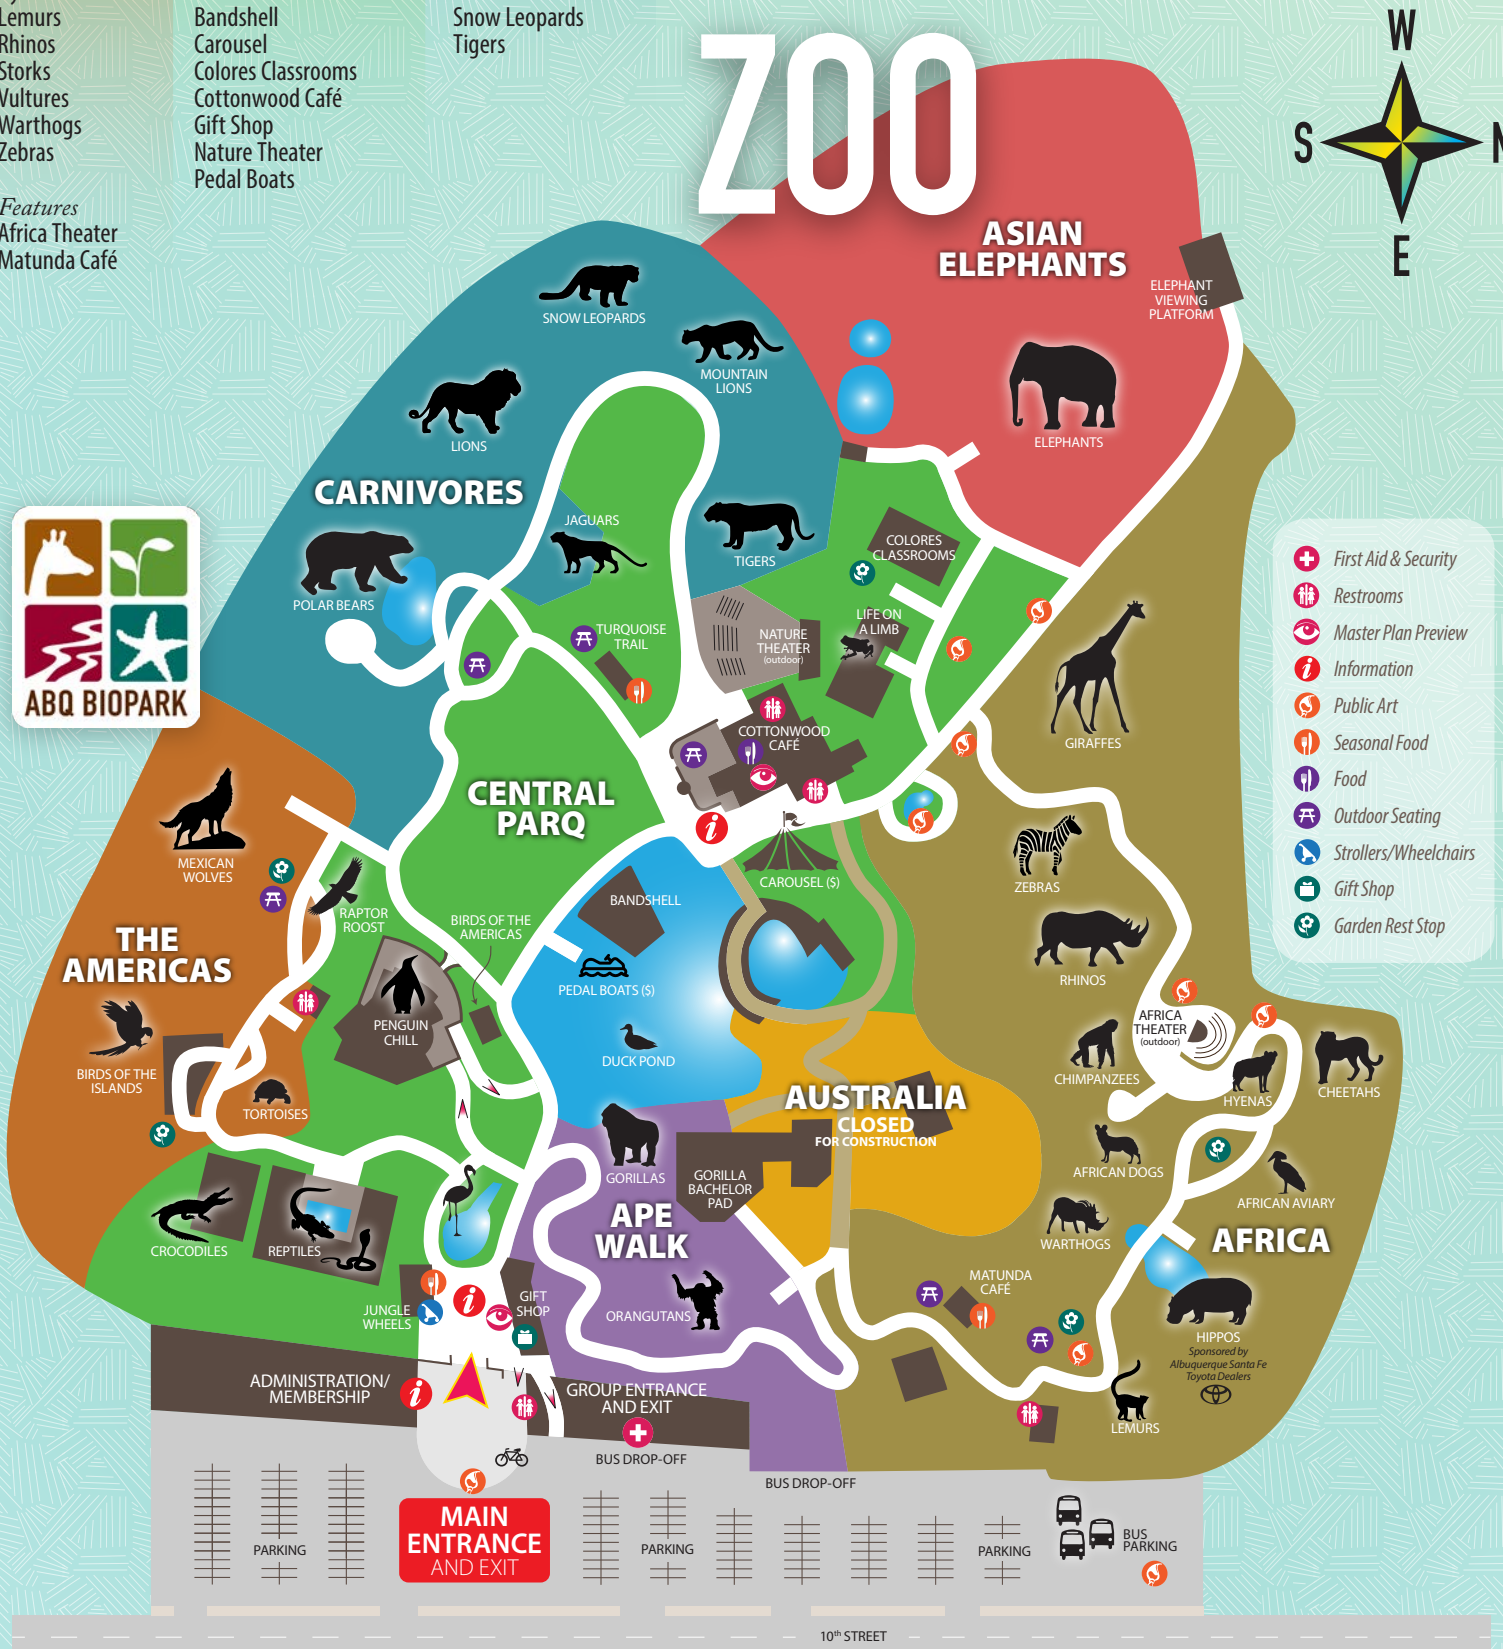 Lemurs
Rhinos
Storks
Vultures
Warthogs
Zebras
Features
Africa Theater
Matunda Café
Bandshell
Carousel
Colores Classrooms
Cottonwood Café
Gift Shop
Nature Theater
Pedal Boats
Snow Leopards
Tigers
ZOO
W
S
N
E
ASIAN
ELEPHANTS
ELEPHANT
VIEWING
PLATFORM
ELEPHANTS
SNOW LEOPARDS
MOUNTAIN
LIONS
LIONS
CARNIVORES
JAGUARS
TIGERS
POLAR BEARS
TURQUOISE
TRAIL
COLORES
CLASSROOMS
LIFE ON
A LIMB
NATURE
THEATER
(outdoor)
COTTONWOOD
CAFÉ
ABQ BIOPARK
First Aid & Security
Restrooms
Master Plan Preview
i
Information
Public Art
Seasonal Food
Food
Outdoor Seating
Strollers/Wheelchairs
Gift Shop
Garden Rest Stop
GIRAFFES
CENTRAL
PARQ
i
CAROUSEL ($)
ZEBRAS
MEXICAN
WOLVES
RAPTOR
ROOST
BIRDS OF THE
AMERICAS
BANDSHELL
THE
AMERICAS
PEDAL BOATS ($)
RHINOS
PENGUIN
CHILL
DUCK POND
AFRICA
THEATER
(outdoor)
BIRDS OF THE
ISLANDS
TORTOISES
CHIMPANZEES
HYENAS
CHEETAHS
AUSTRALIA
CLOSED
FOR CONSTRUCTION
GORILLAS
GORILLA
BACHELOR
PAD
AFRICAN DOGS
AFRICAN AVIARY
APE
WALK
WARTHOGS
AFRICA
CROCODILES
REPTILES
MATUNDA
CAFÉ
JUNGLE
WHEELS
i
GIFT
SHOP
ORANGUTANS
HIPPOS
Sponsored by
Albuquerque Santa Fe
Toyota Dealers
ADMINISTRATION/
MEMBERSHIP
i
GROUP ENTRANCE
AND EXIT
LEMURS
BUS DROP-OFF
BUS DROP-OFF
MAIN
ENTRANCE
AND EXIT
PARKING
PARKING
PARKING
BUS
PARKING
10th STREET